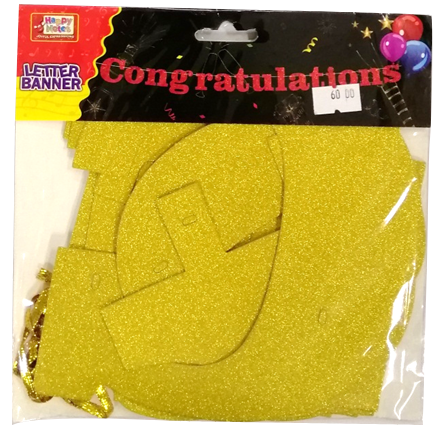 Happy Notes
LETTER
BANNER
Congratulations
60 00